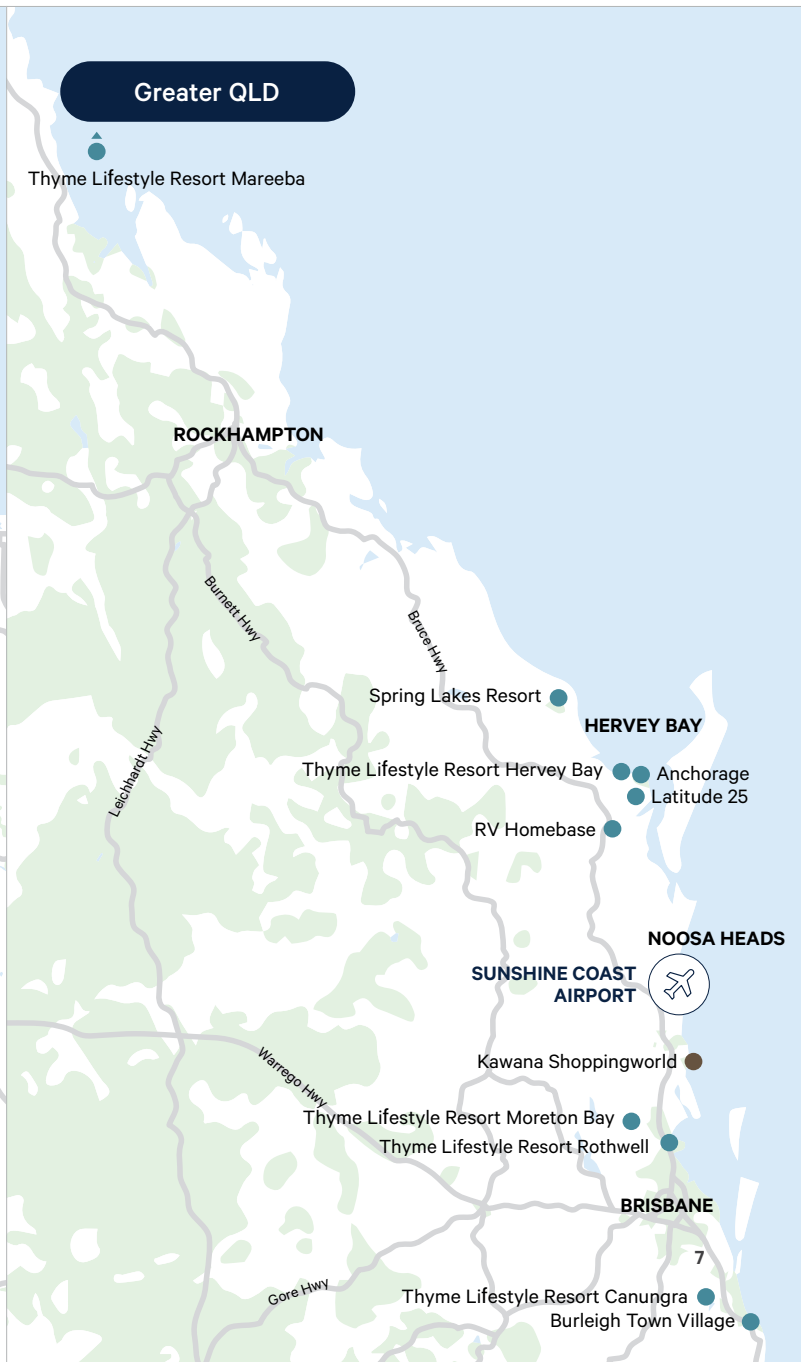 Greater QLD
Thyme Lifestyle Resort Mareeba
ROCKHAMPTON
Burnett Hwy
Bruce Hwy
Spring Lakes Resort
HERVEY BAY
Leichhardt Hwy
Thyme Lifestyle Resort Hervey Bay
Anchorage
Latitude 25
RV Homebase
NOOSA HEADS
SUNSHINE COAST
AIRPORT
Kawana Shoppingworld
Warrego Hwy
Thyme Lifestyle Resort Moreton Bay
Thyme Lifestyle Resort Rothwell
BRISBANE
7
Gore Hwy
Thyme Lifestyle Resort Canungra
Burleigh Town Village